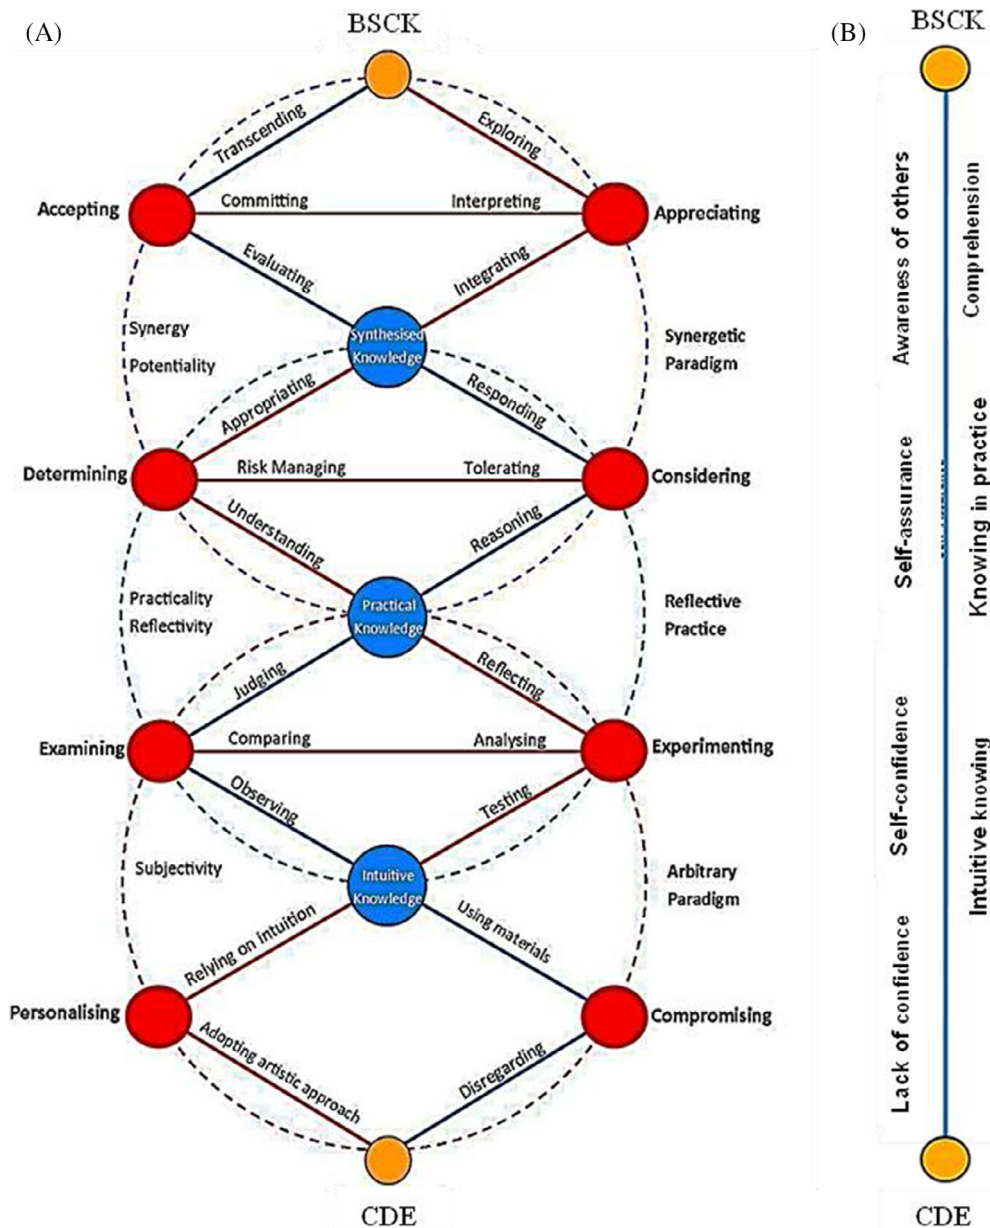 (A)
BSCK
Transcending
Exploring
Accepting
Committing
Interpreting
Appreciating
Evaluating
Integrating
Synergy
Potentiality
Synthesised
Knowledge
Synergetic
Paradigm
Appropriating
Responding
Determining
Risk Managing
Tolerating
Considering
Understanding
Reasoning
Practicality
Reflectivity
Practical
Knowledge
Reflective
Practice
Judging
Reflecting
Examining
Comparing
Analysing
Experimenting
Observing
Testing
Subjectivity
Intuitive
Knowledge
Arbitrary
Paradigm
Relying on intuition
Using materials
Personalising
Compromising
Adopting artistic approach
Disregarding
CDE
(B)
BSCK
Awareness of others
Comprehension
Self-assurance
Knowing in practice
Self-confidence
Intuitive knowing
Lack of confidence
CDE